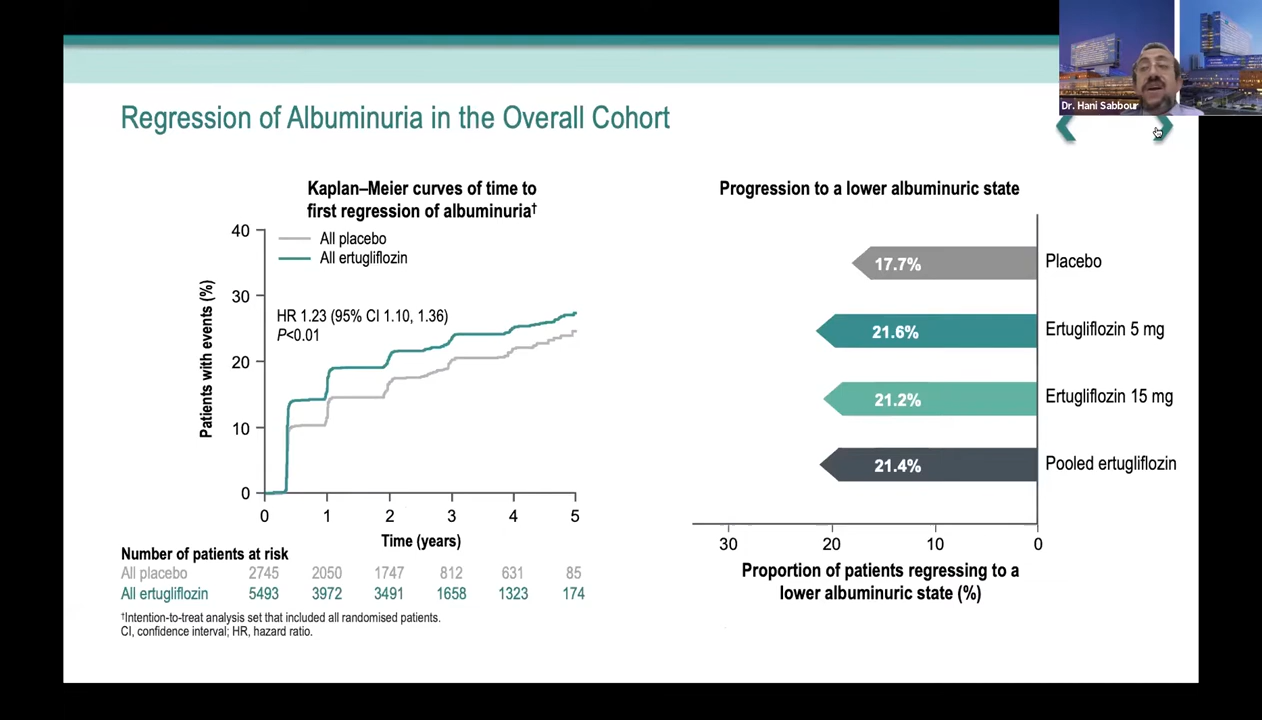 Dr. Hani Sabbour
Regression of Albuminuria in the Overall Cohort
Kaplan–Meier curves of time to
first regression of albuminuria†
All placebo
All ertugliflozin
HR 1.23 (95% CI 1.10, 1.36)
P<0.01
Patients with events (%)
40
30
20
10
0
0 1 2 3 4 5
Time (years)
Number of patients at risk
All placebo 2745 2050 1747 812 631 85
All ertugliflozin 5493 3972 3491 1658 1323 174
†Intention-to-treat analysis set that included all randomised patients.
CI, confidence interval; HR, hazard ratio.
Progression to a lower albuminuric state
17.7% Placebo
21.6% Ertugliflozin 5 mg
21.2% Ertugliflozin 15 mg
21.4% Pooled ertugliflozin
30 20 10 0
Proportion of patients regressing to a
lower albuminuric state (%)